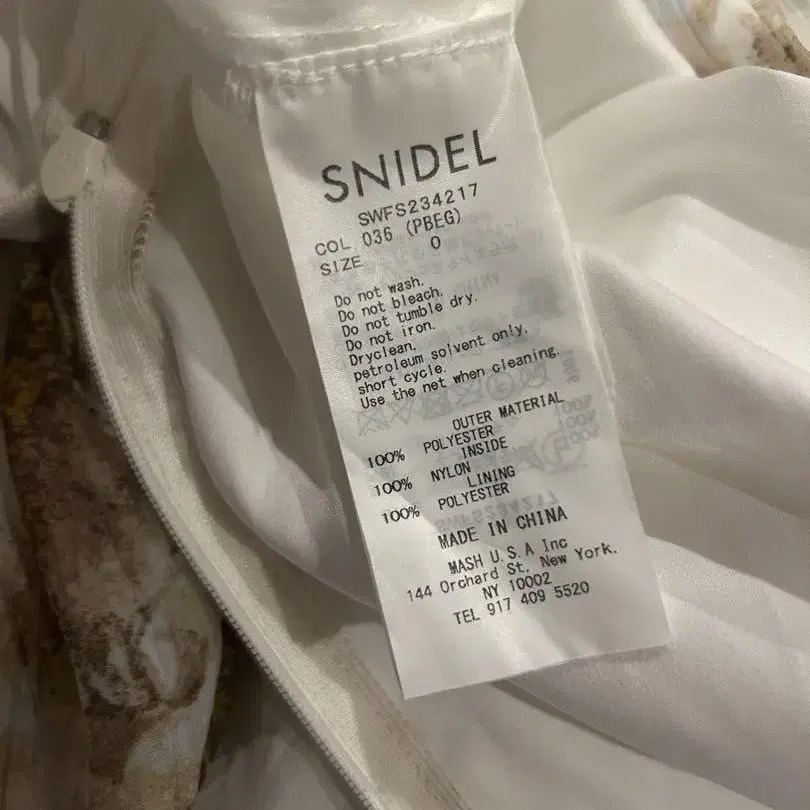 SNIDEL
SWFS234217
COL 036 (PBEG)
SIZE 0
Do not wash.
Do not bleach.
Do not tumble dry.
Do not iron.
Dryclean,
petroleum solvent only,
short cycle.
Use the net when cleaning.
OUTER MATERIAL
100% POLYESTER
INSIDE
100% NYLON
LINING
100% POLYESTER
MADE IN CHINA
MASH U.S.A Inc
144 Orchard St, New York.
NY 10002
TEL 917 409 5520